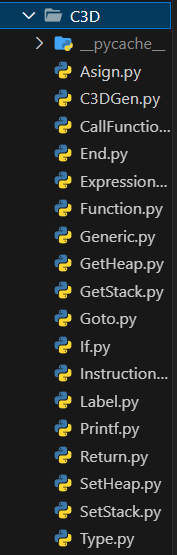 C3D
__pycache__
Asign.py
C3DGen.py
CallFunctio...
End.py
Expression...
Function.py
Generic.py
GetHeap.py
GetStack.py
Goto.py
If.py
Instruction...
Label.py
Printf.py
Return.py
SetHeap.py
SetStack.py
Type.py